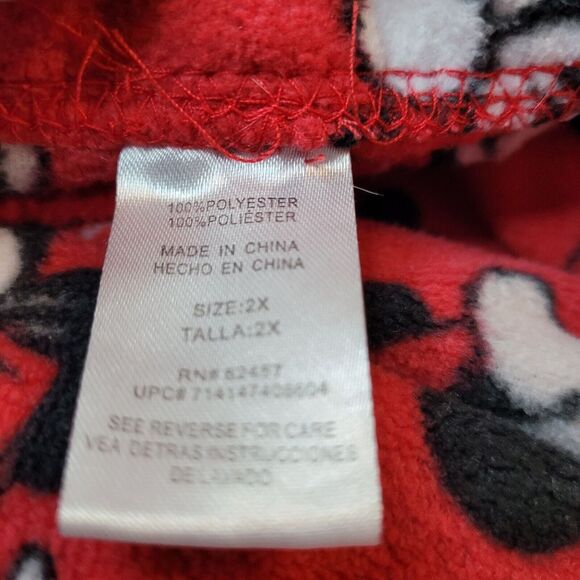 100%POLYESTER
100%POLIÉSTER
MADE IN CHINA
HECHO EN CHINA
SIZE:2X
TALLA:2X
RN# 62457
UPC# 714147408604
SEE REVERSE FOR CARE
VEA DETRAS INSTRUCCIONES
DE LAVADO